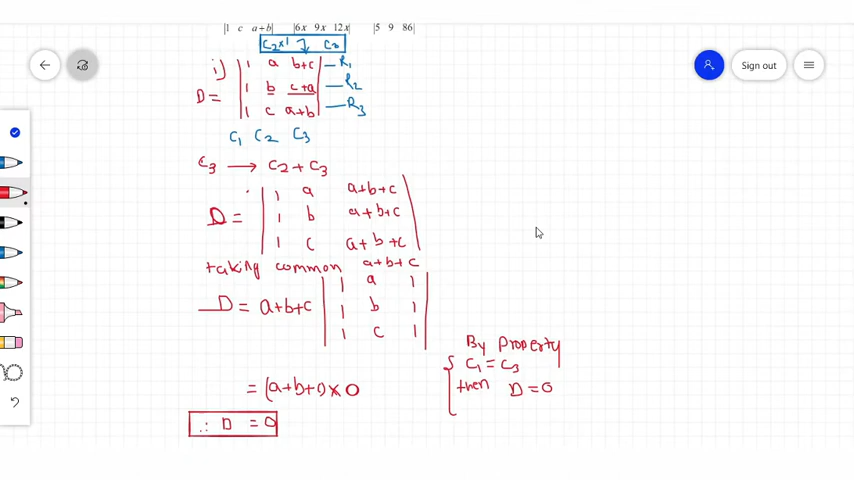 |1 c a+b| |6x 9x 12x| |5 9 86|
C2×1 C3
i) | 1 a b+c | — R1
D = | 1 b c+a | — R2
| 1 c a+b | — R3
C1 C2 C3
C3 → C2 + C3
| 1 a a+b+c |
D = | 1 b a+b+c |
| 1 c a+b+c |
taking common a+b+c
| 1 a 1 |
D = a+b+c | 1 b 1 |
| 1 c 1 |
By Property
{ C1 = C3
then D = 0
= (a+b+c) × 0
∴ D = 0
Sign out